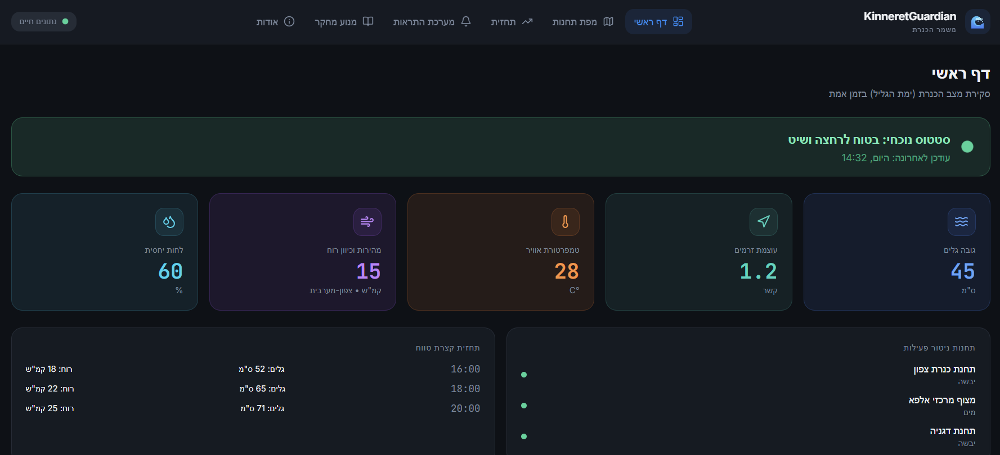 KinneretGuardian
משמר הכנרת
דף ראשי
מפת תחנות
תחזית
מערכת התראות
מנוע מחקר
אודות
נתונים חיים
דף ראשי
סקירת מצב הכנרת (ימת הגליל) בזמן אמת
סטטוס נוכחי: בטוח לרחצה ושיט
עודכן לאחרונה: היום, 14:32
גובה גלים
45
ס"מ
עוצמת זרמים
1.2
קשר
טמפרטורת אוויר
28
°C
מהירות וכיוון רוח
15
קמ"ש • צפון-מערבית
לחות יחסית
60
%
תחנות ניטור פעילות
תחנת כנרת צפון
יבשה
מצוף מרכזי אלפא
מים
תחנת דגניה
יבשה
תחזית קצרת טווח
16:00 גלים: 52 ס"מ רוח: 18 קמ"ש
18:00 גלים: 65 ס"מ רוח: 22 קמ"ש
20:00 גלים: 71 ס"מ רוח: 25 קמ"ש